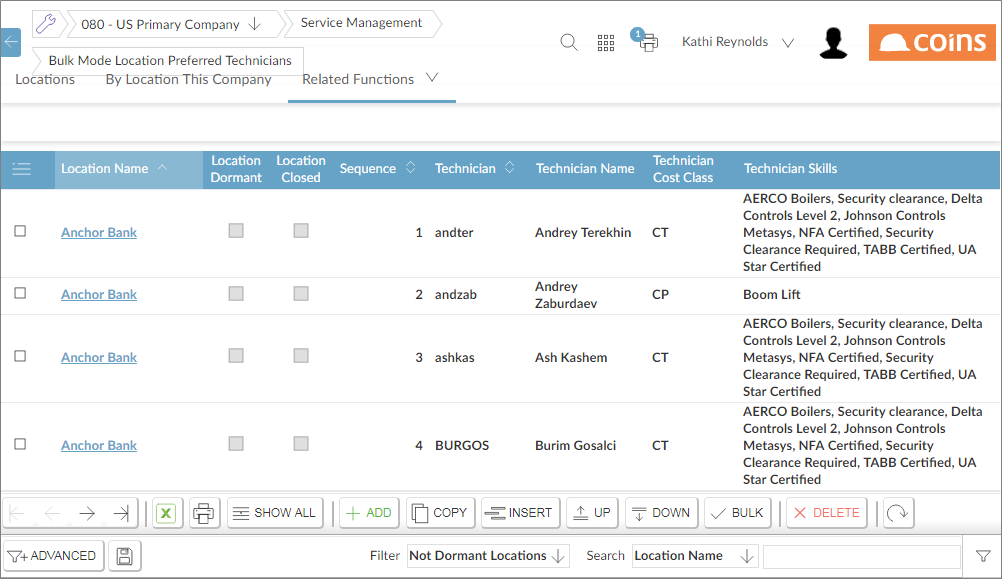 080 - US Primary Company
Service Management
1
Kathi Reynolds
coins
Bulk Mode Location Preferred Technicians
Locations
By Location This Company
Related Functions
Location Name
Location Dormant
Location Closed
Sequence
Technician
Technician Name
Technician Cost Class
Technician Skills
Anchor Bank 1 andter Andrey Terekhin CT
AERCO Boilers, Security clearance, Delta
Controls Level 2, Johnson Controls
Metasys, NFA Certified, Security
Clearance Required, TABB Certified, UA
Star Certified
Anchor Bank 2 andzab Andrey Zaburdaev CP Boom Lift
Anchor Bank 3 ashkas Ash Kashem CT
AERCO Boilers, Security clearance, Delta
Controls Level 2, Johnson Controls
Metasys, NFA Certified, Security
Clearance Required, TABB Certified, UA
Star Certified
Anchor Bank 4 BURGOS Burim Gosalci CT
AERCO Boilers, Security clearance, Delta
Controls Level 2, Johnson Controls
Metasys, NFA Certified, Security
Clearance Required, TABB Certified, UA
Star Certified
X SHOW ALL ADD COPY INSERT UP DOWN BULK DELETE
ADVANCED Filter Not Dormant Locations Search Location Name